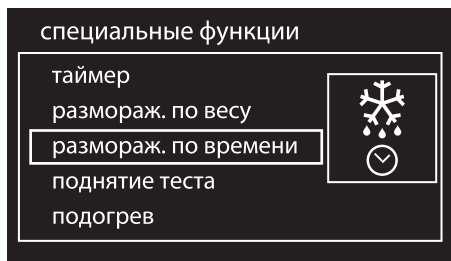 специальные функции
таймер
размораж. по весу
размораж. по времени
поднятие теста
подогрев